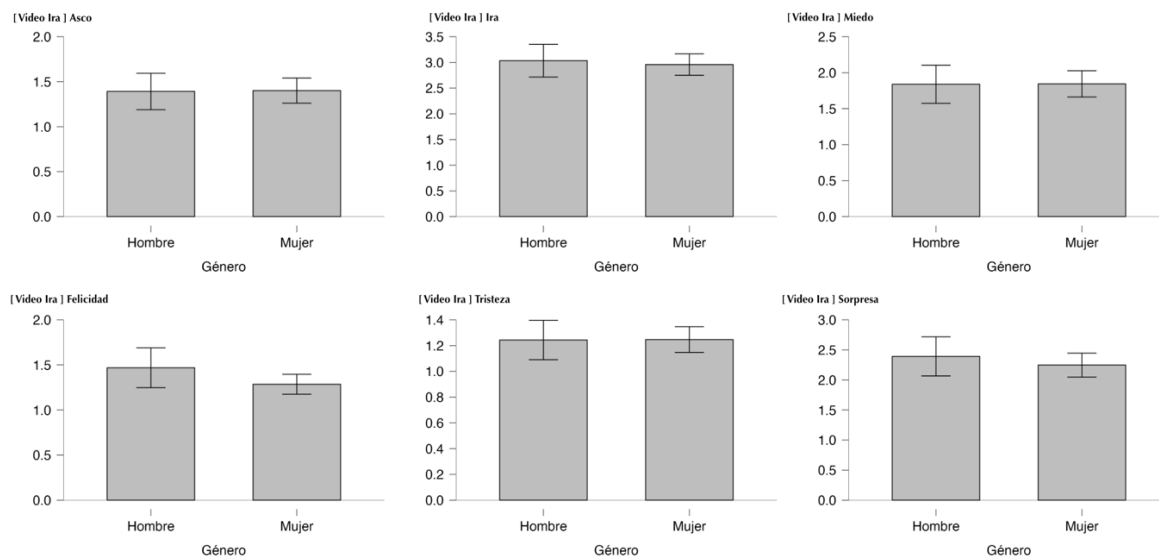 [ Video Ira ] Asco
2.0
1.5
1.0
0.5
0.0
Hombre
Mujer
Género
[ Video Ira ] Ira
3.5
3.0
2.5
2.0
1.5
1.0
0.5
0.0
Hombre
Mujer
Género
[ Video Ira ] Miedo
2.5
2.0
1.5
1.0
0.5
0.0
Hombre
Mujer
Género
[ Video Ira ] Felicidad
2.0
1.5
1.0
0.5
0.0
Hombre
Mujer
Género
[ Video Ira ] Tristeza
1.4
1.2
1.0
0.8
0.6
0.4
0.2
0.0
Hombre
Mujer
Género
[ Video Ira ] Sorpresa
3.0
2.5
2.0
1.5
1.0
0.5
0.0
Hombre
Mujer
Género